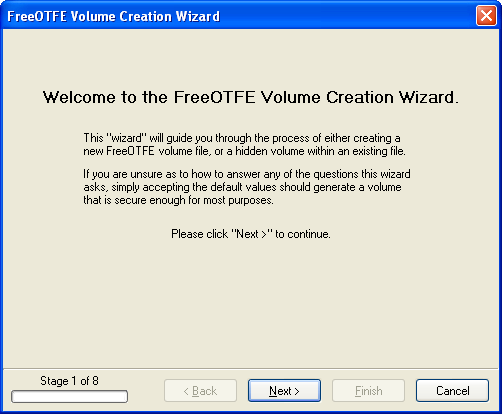 FreeOTFE Volume Creation Wizard
Welcome to the FreeOTFE Volume Creation Wizard.
This "wizard" will guide you through the process of either creating a
new FreeOTFE volume file, or a hidden volume within an existing file.
If you are unsure as to how to answer any of the questions this wizard
asks, simply accepting the default values should generate a volume
that is secure enough for most purposes.
Please click "Next >" to continue.
Stage 1 of 8
< Back
Next >
Finish
Cancel